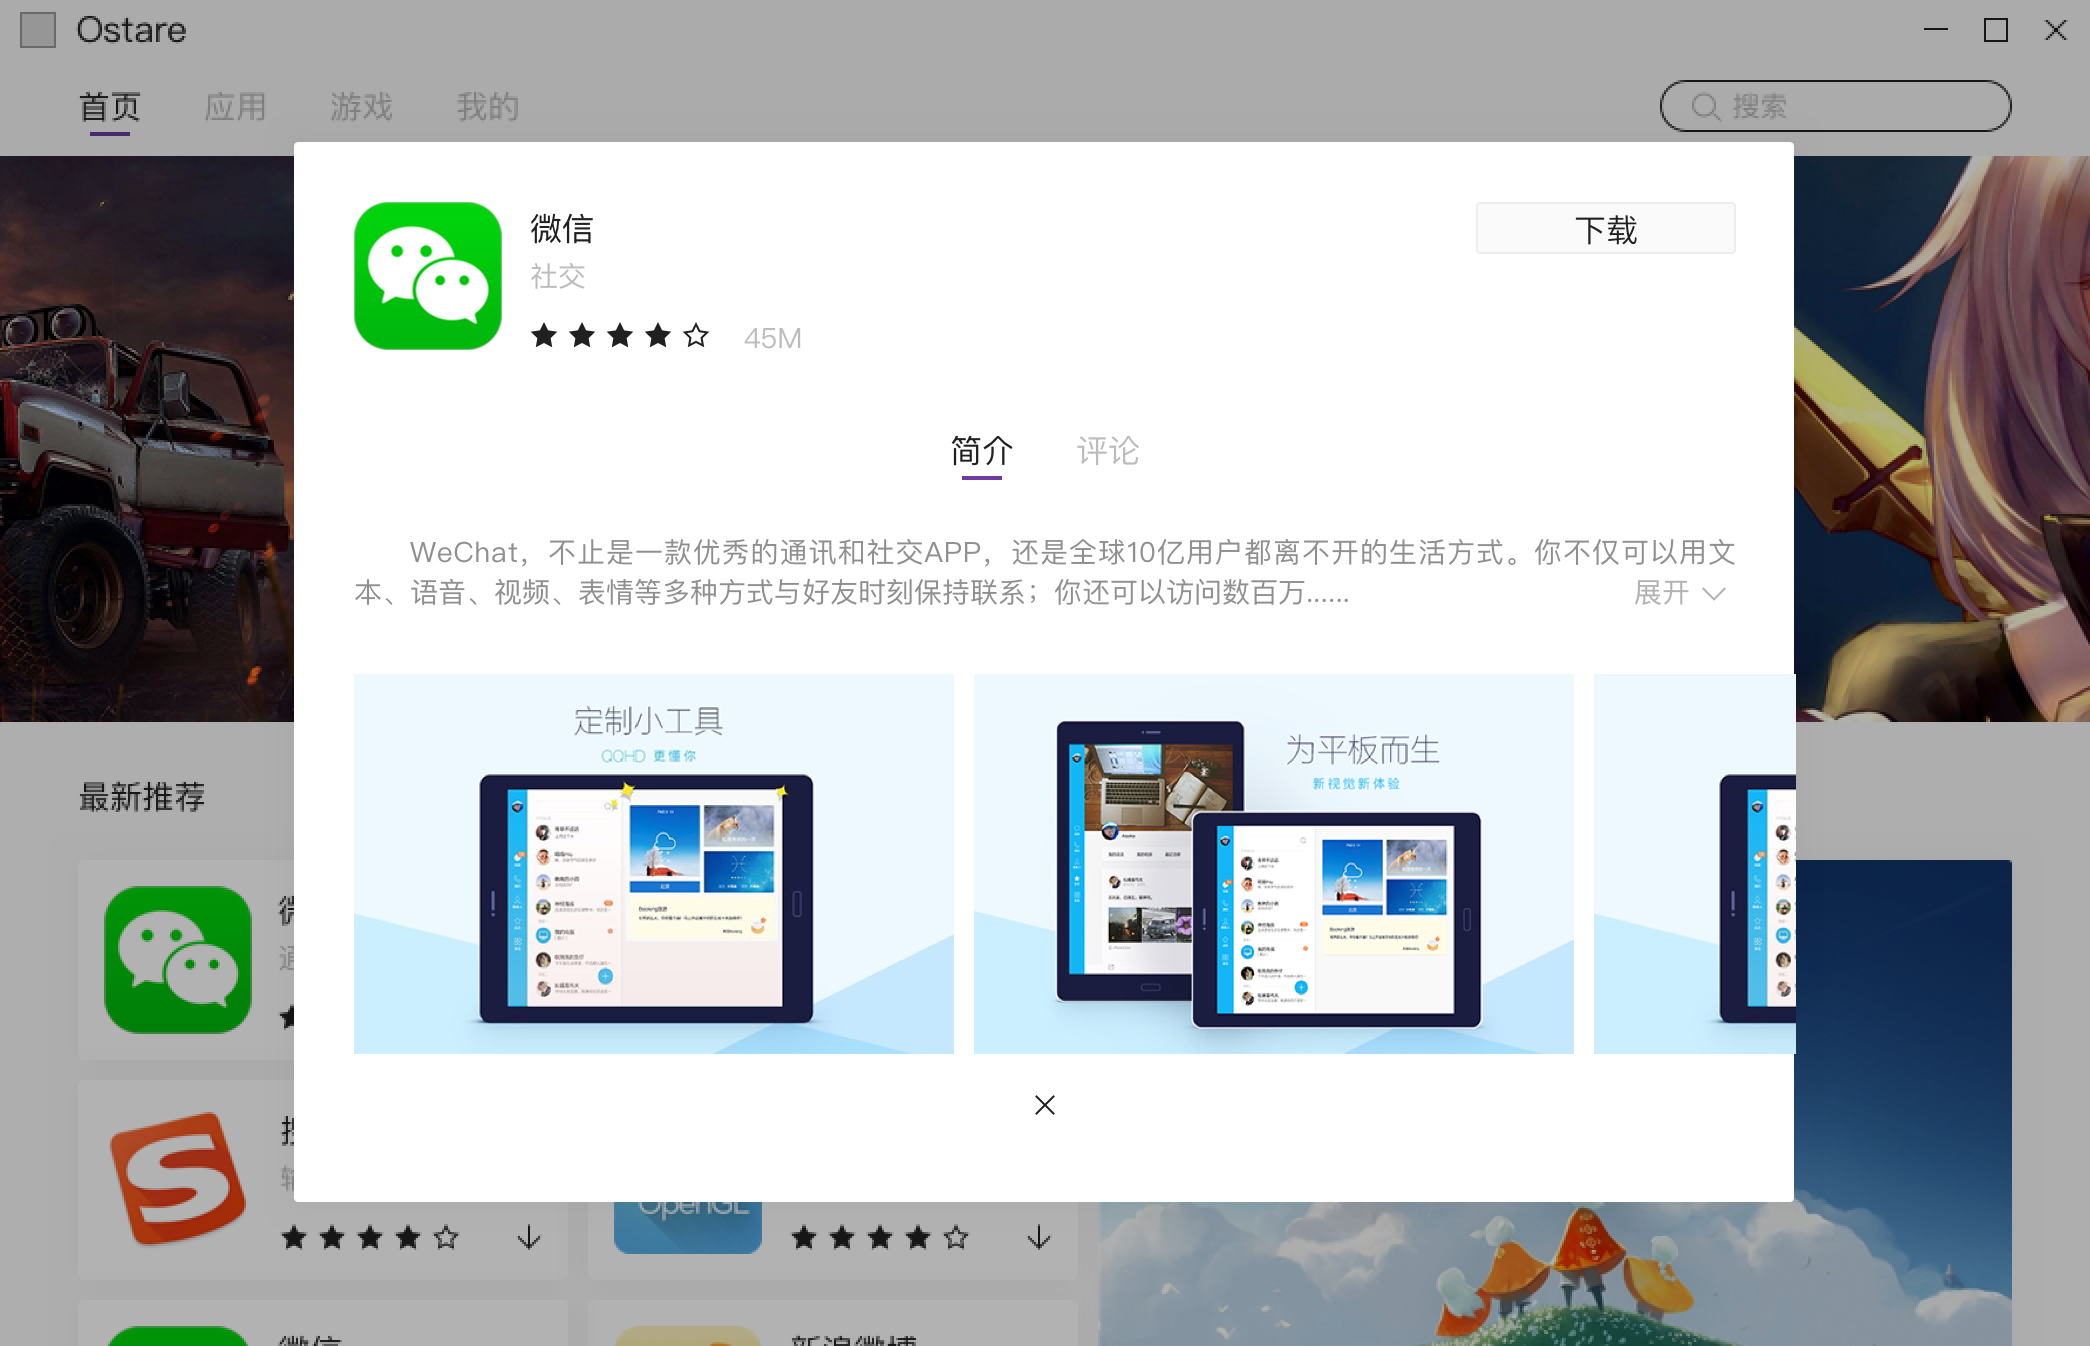 Ostare
首页 应用 游戏 我的
搜索
微信
下载
社交
45M
简介 评论
WeChat，不止是一款优秀的通讯和社交APP，还是全球10亿用户都离不开的生活方式。你不仅可以用文
本、语音、视频、表情等多种方式与好友时刻保持联系；你还可以访问数百万......
展开
定制小工具
QQHD 更懂你
为平板而生
新视觉新体验
最新推荐
OpenGL
微信
新浪微博